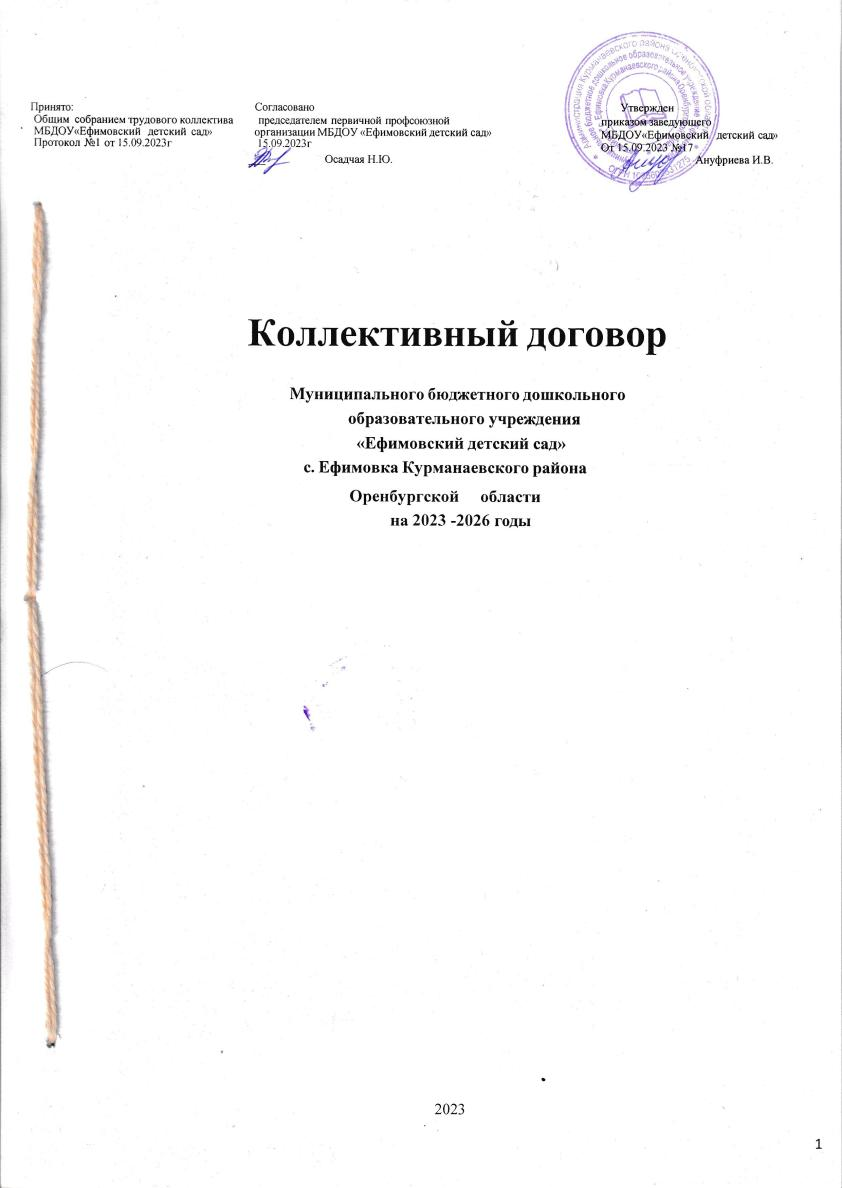 Принято:
Общим собранием трудового коллектива
МБДОУ«Ефимовский детский сад»
Протокол №1 от 15.09.2023г
Согласовано
председателем первичной профсоюзной
организации МБДОУ «Ефимовский детский сад»
15.09.2023г
Осадчая Н.Ю.
Утвержден
приказом заведующего
МБДОУ«Ефимовский детский сад»
От 15.09.2023 №17
Ануфриева И.В.
Коллективный договор
Муниципального бюджетного дошкольного
образовательного учреждения
«Ефимовский детский сад»
с. Ефимовка Курманаевского района
Оренбургской области
на 2023 -2026 годы
2023
1